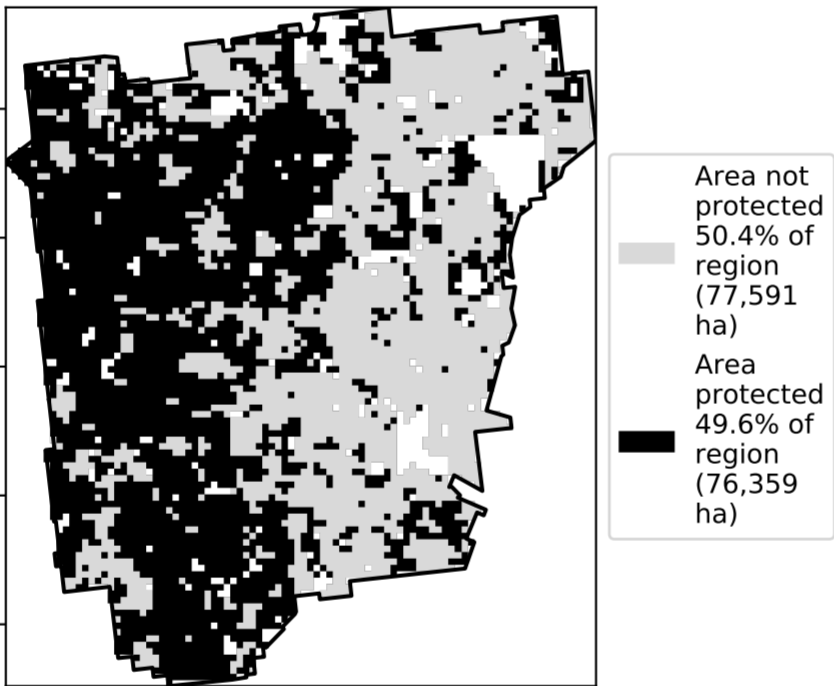 Area not
protected
50.4% of
region
(77,591
ha)
Area
protected
49.6% of
region
(76,359
ha)